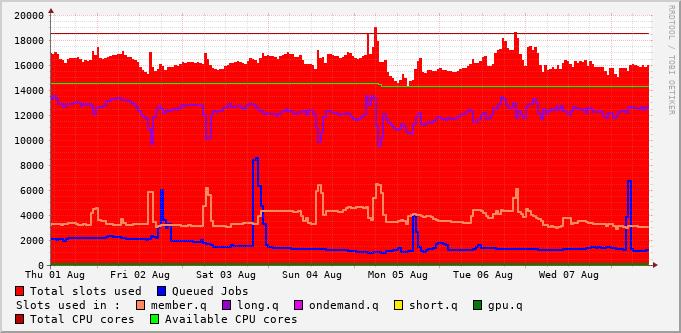 20000
18000
16000
14000
12000
10000
8000
6000
4000
2000
0
Thu 01 Aug Fri 02 Aug Sat 03 Aug Sun 04 Aug Mon 05 Aug Tue 06 Aug Wed 07 Aug
Total slots used Queued Jobs
Slots used in : member.q long.q ondemand.q short.q gpu.q
Total CPU cores Available CPU cores
RRDTOOL / TOBI OETIKER